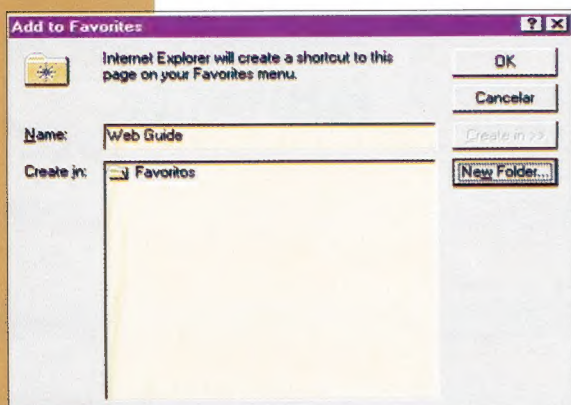 Add to Favorites
Internet Explorer will create a shortcut to this
page on your Favorites menu.
OK
Cancelar
Name: Web Guide
Create in >>
Create in: Favoritos
New Folder...